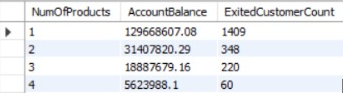 NumOfProducts AccountBalance ExitedCustomerCount
1 129668607.08 1409
2 31407820.29 348
3 18887679.16 220
4 5623988.1 60